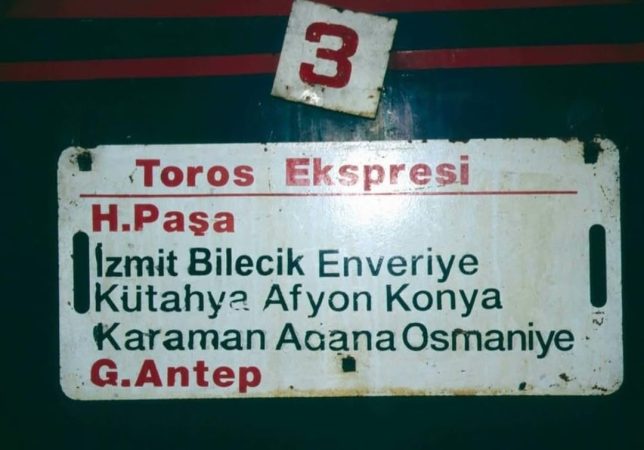 3
Toros Ekspresi
H.Paşa
İzmit Bilecik Enveriye
Kütahya Afyon Konya
Karaman Adana Osmaniye
G.Antep